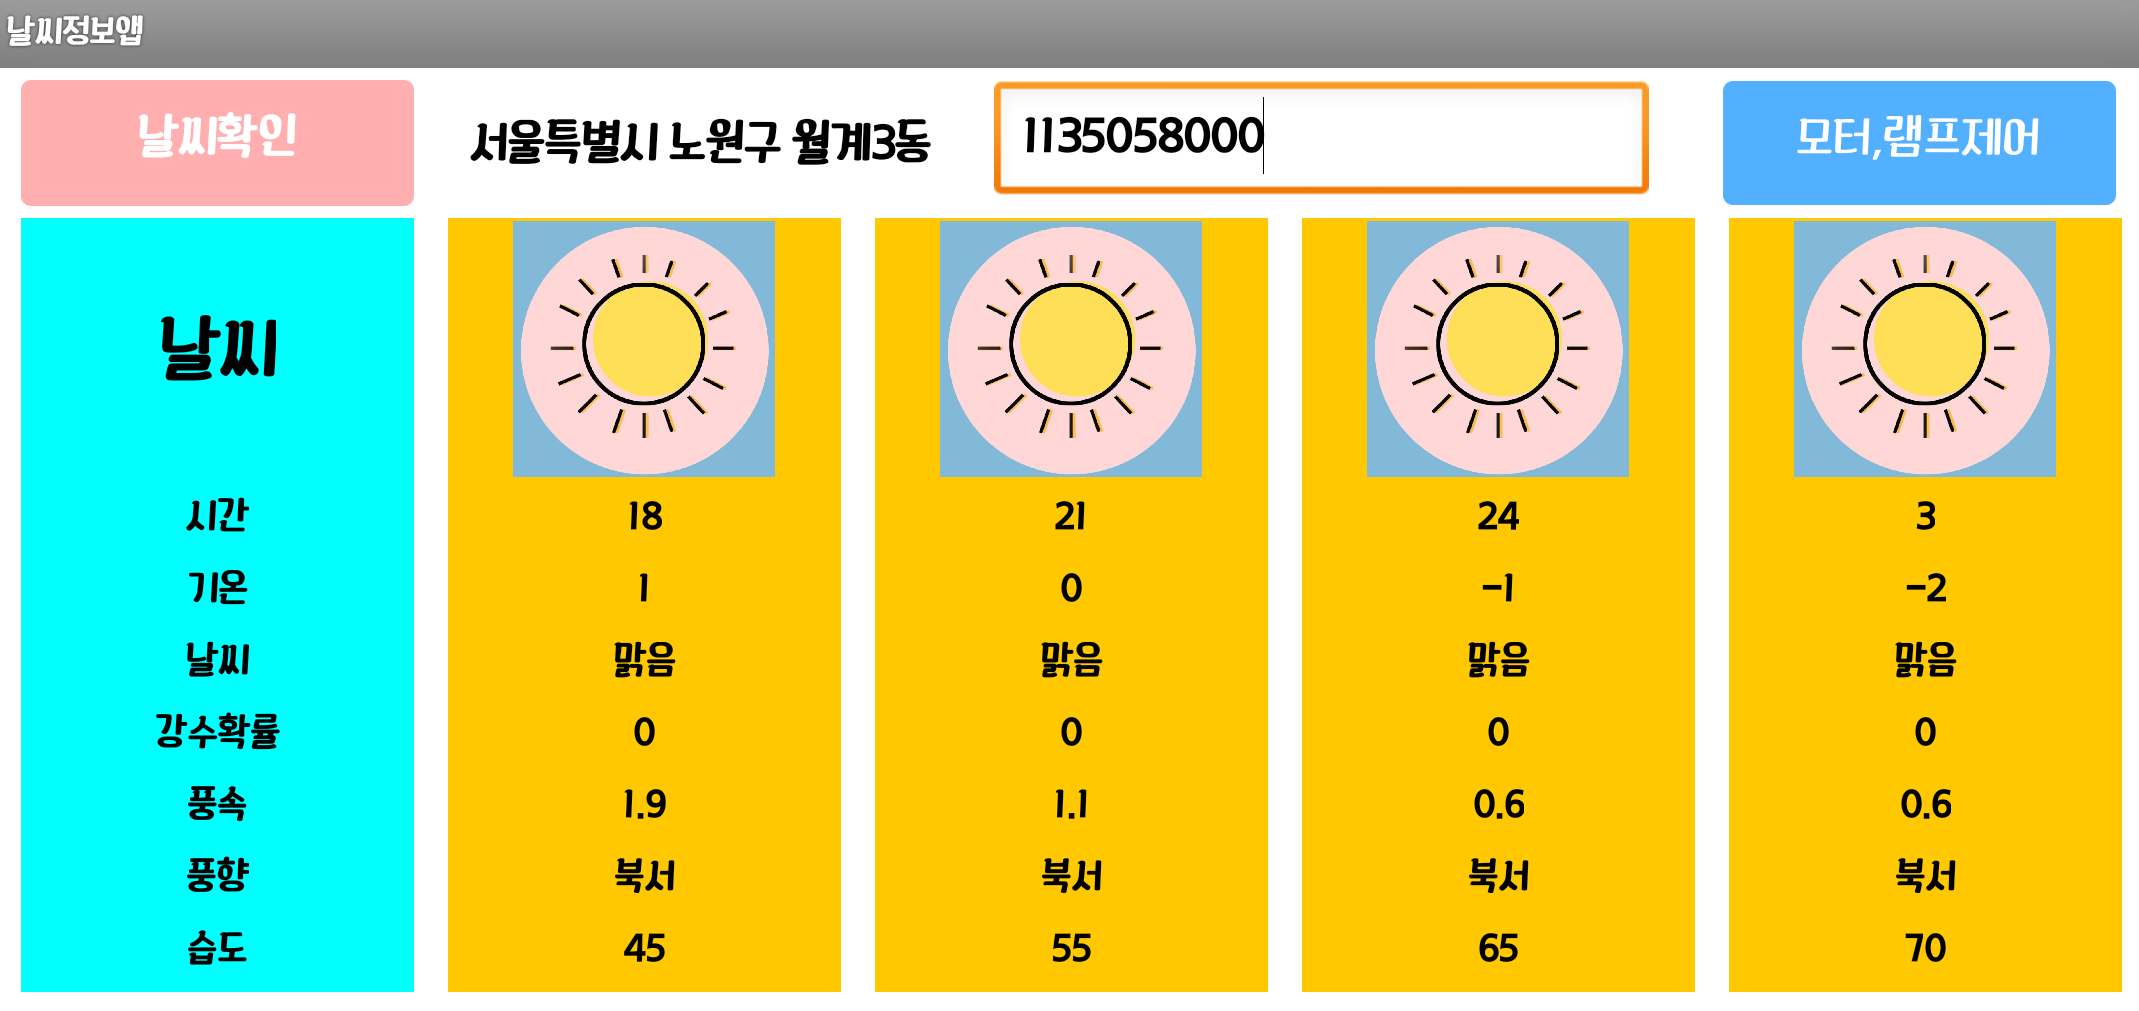 날씨정보앱
날씨확인 서울특별시 노원구 월계3동 1135058000 모터,램프제어
날씨
시간 18 21 24 3
기온 1 0 -1 -2
날씨 맑음 맑음 맑음 맑음
강수확률 0 0 0 0
풍속 1.9 1.1 0.6 0.6
풍향 북서 북서 북서 북서
습도 45 55 65 70